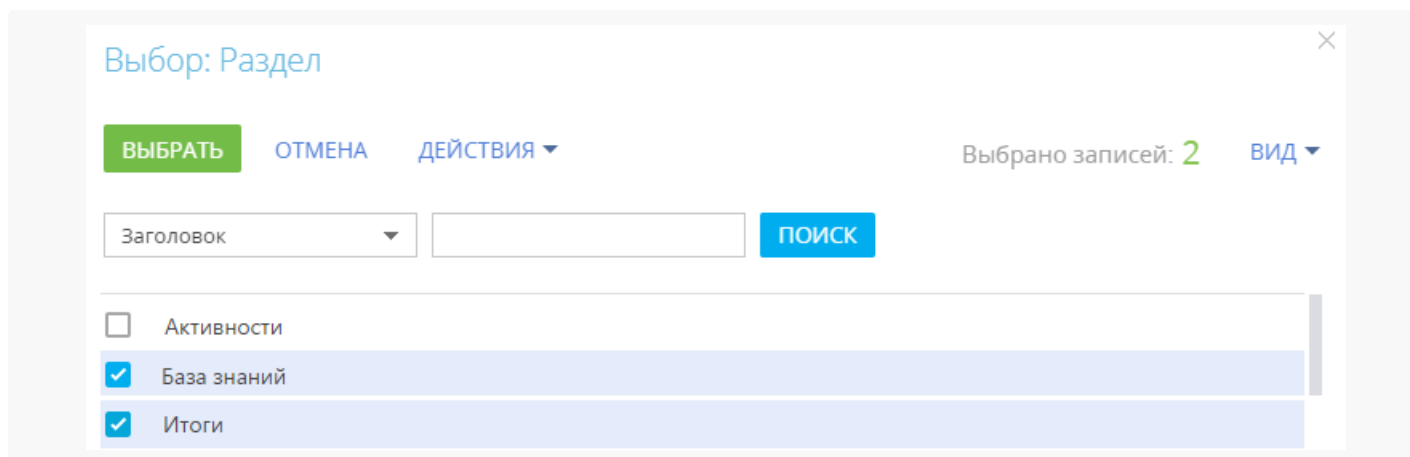 Выбор: Раздел
ВЫБРАТЬ ОТМЕНА ДЕЙСТВИЯ Выбрано записей: 2 ВИД
Заголовок ПОИСК
Активности
База знаний
Итоги